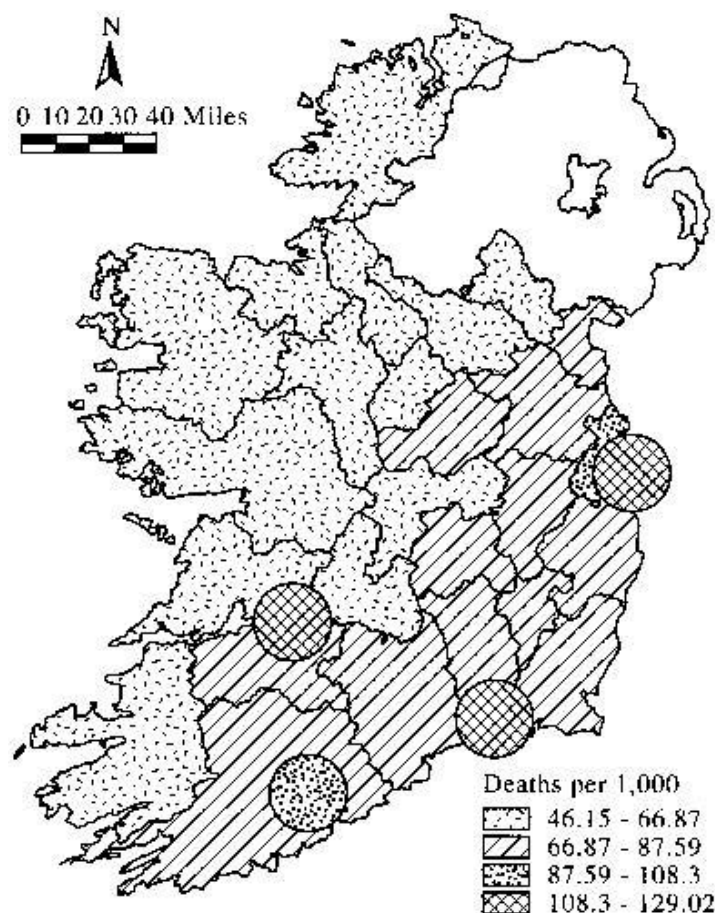 N
0 10 20 30 40 Miles
Deaths per 1,000
46.15 - 66.87
66.87 - 87.59
87.59 - 108.3
108.3 - 129.02